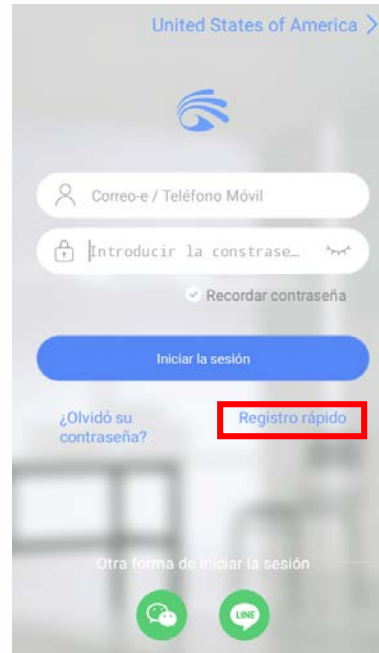 United States of America
Correo-e / Teléfono Móvil
Introducir la constrase…
Recordar contraseña
Iniciar la sesión
¿Olvidó su
contraseña?
Registro rápido
Otra forma de iniciar la sesión
LINE